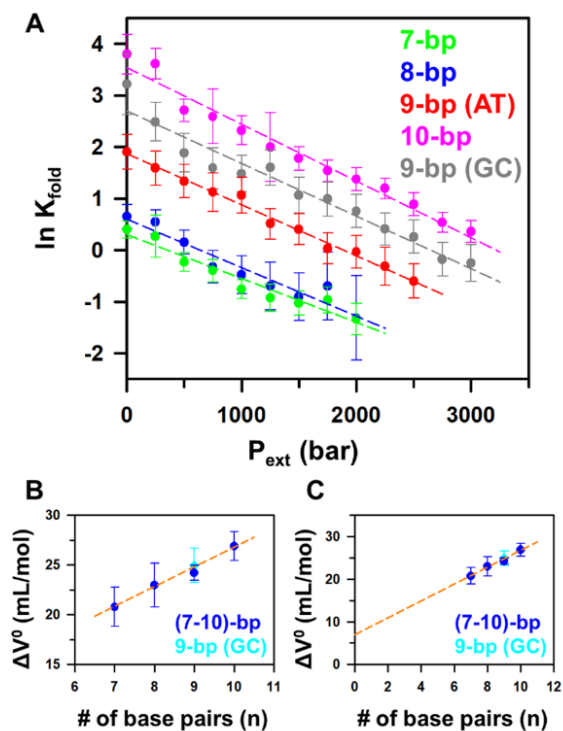 A
7-bp
8-bp
9-bp (AT)
10-bp
9-bp (GC)
ln K_fold
4
3
2
1
0
-1
-2
0 1000 2000 3000
P_ext (bar)
B
ΔV⁰ (mL/mol)
30
25
20
15
(7-10)-bp
9-bp (GC)
6 7 8 9 10 11
# of base pairs (n)
C
ΔV⁰ (mL/mol)
40
30
20
10
0
(7-10)-bp
9-bp (GC)
0 2 4 6 8 10 12
# of base pairs (n)